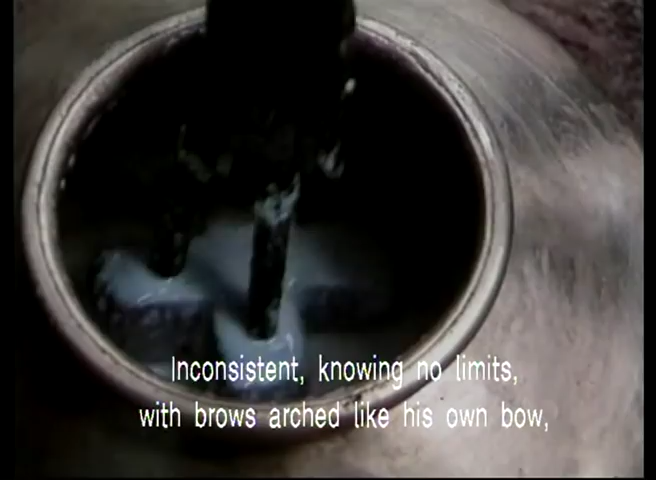 Inconsistent, knowing no limits,
with brows arched like his own bow,